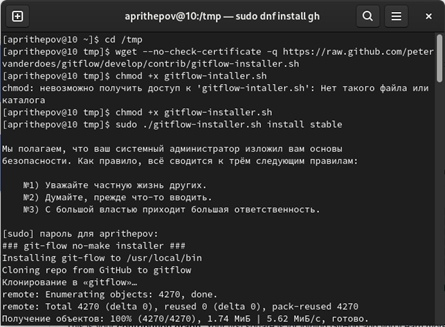 aprithepov@10:/tmp — sudo dnf install gh
[aprithepov@10 ~]$ cd /tmp
[aprithepov@10 tmp]$ wget --no-check-certificate -q https://raw.github.com/peter
vanderdoes/gitflow/develop/contrib/gitflow-installer.sh
[aprithepov@10 tmp]$ chmod +x gitflow-intaller.sh
chmod: невозможно получить доступ к 'gitflow-intaller.sh': Нет такого файла или
каталога
[aprithepov@10 tmp]$ chmod +x gitflow-installer.sh
[aprithepov@10 tmp]$ sudo ./gitflow-installer.sh install stable
Мы полагаем, что ваш системный администратор изложил вам основы
безопасности. Как правило, всё сводится к трём следующим правилам:
№1) Уважайте частную жизнь других.
№2) Думайте, прежде что-то вводить.
№3) С большой властью приходит большая ответственность.
[sudo] пароль для aprithepov:
### git-flow no-make installer ###
Installing git-flow to /usr/local/bin
Cloning repo from GitHub to gitflow
Клонирование в «gitflow»…
remote: Enumerating objects: 4270, done.
remote: Total 4270 (delta 0), reused 0 (delta 0), pack-reused 4270
Получение объектов: 100% (4270/4270), 1.74 МиБ | 5.62 МиБ/с, готово.